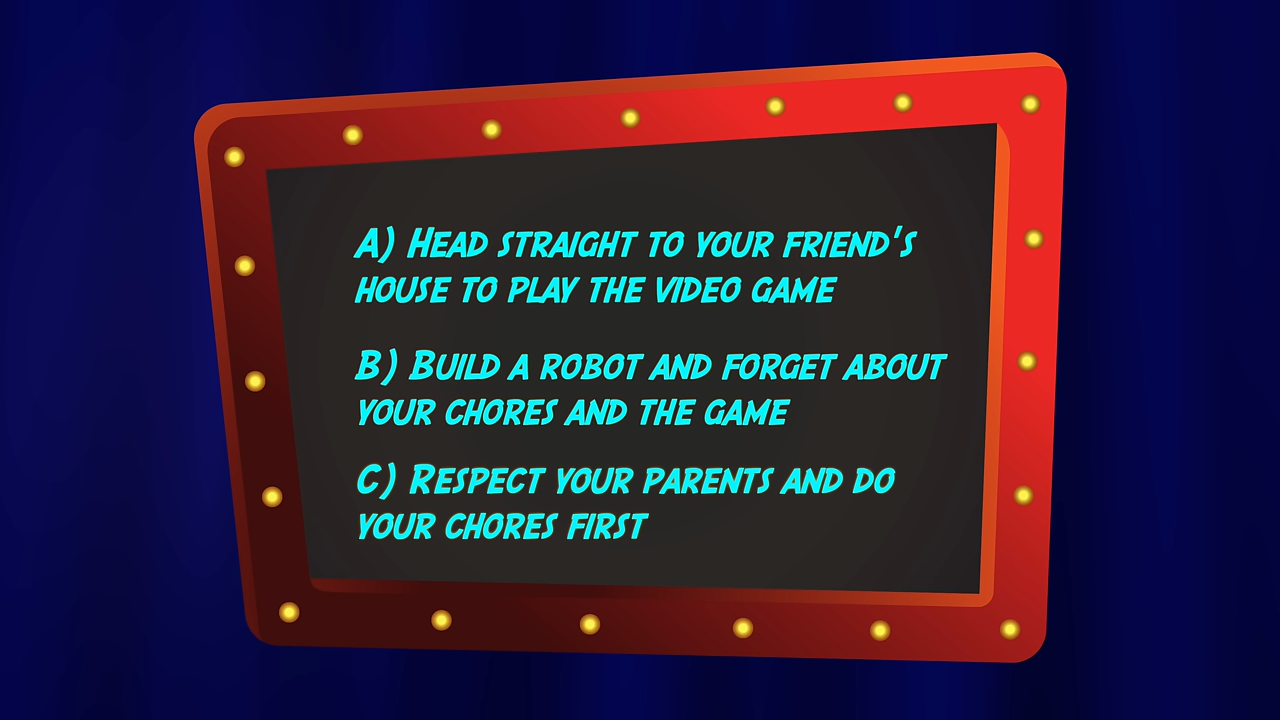 A) Head straight to your friend's
house to play the video game
B) Build a robot and forget about
your chores and the game
C) Respect your parents and do
your chores first